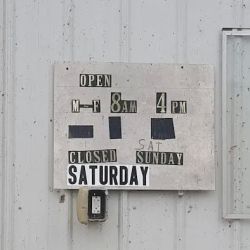 OPEN
M-F 8AM 4PM
SAT
CLOSED SUNDAY
SATURDAY